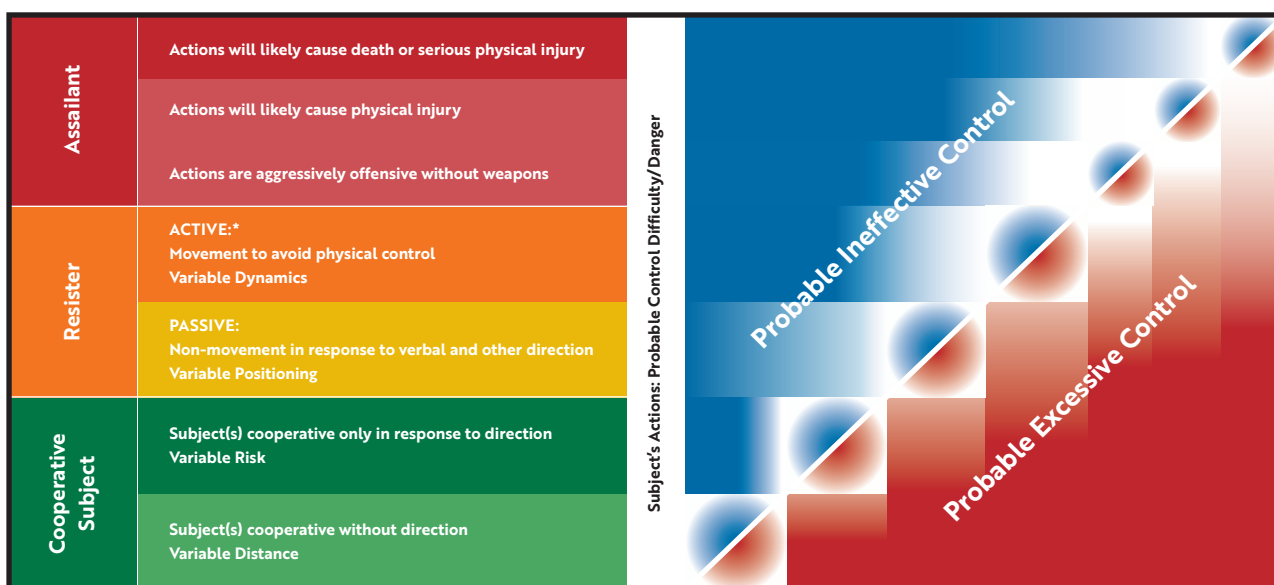 Assailant
Actions will likely cause death or serious physical injury
Actions will likely cause physical injury
Actions are aggressively offensive without weapons
Resister
ACTIVE:*
Movement to avoid physical control
Variable Dynamics
PASSIVE:
Non-movement in response to verbal and other direction
Variable Positioning
Cooperative
Subject
Subject(s) cooperative only in response to direction
Variable Risk
Subject(s) cooperative without direction
Variable Distance
Subject's Actions: Probable Control Difficulty/Danger
Probable Ineffective Control
Probable Excessive Control